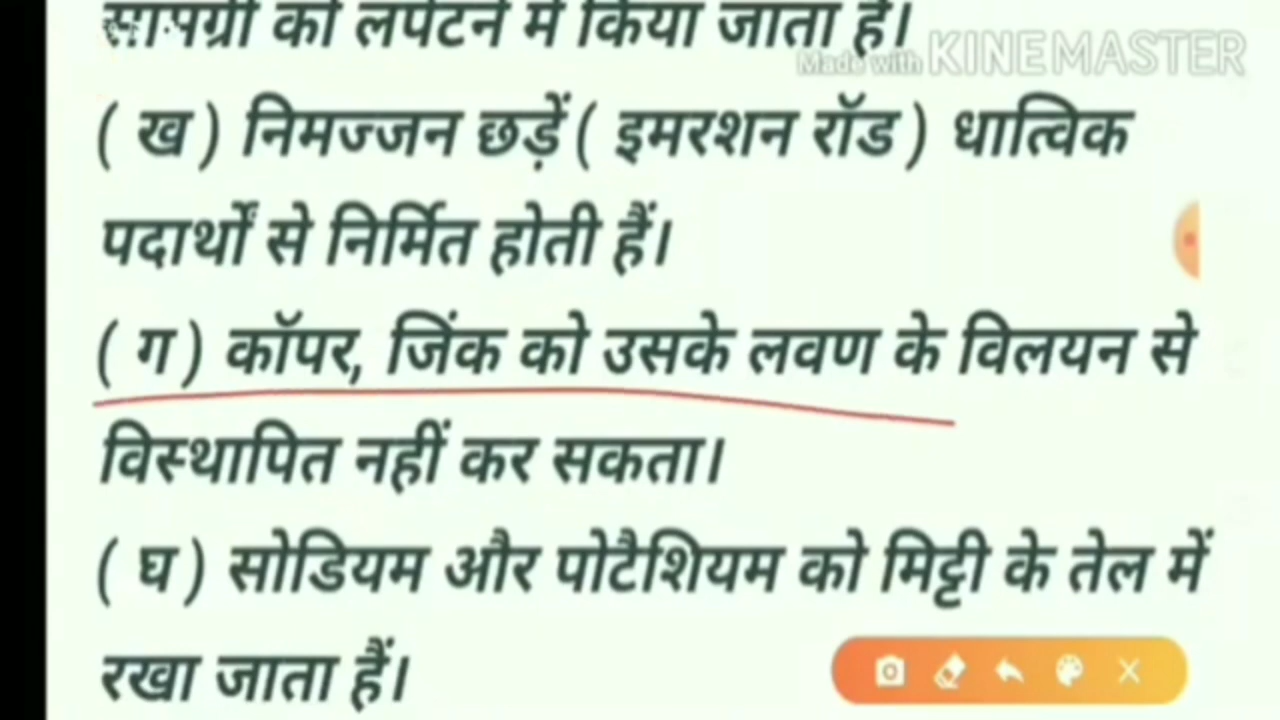 सामग्री को लपेटने में किया जाता है।
Made with KINEMASTER
( ख ) निमज्जन छड़ें ( इमरशन रॉड ) धात्विक
पदार्थों से निर्मित होती हैं।
( ग ) कॉपर, जिंक को उसके लवण के विलयन से
विस्थापित नहीं कर सकता।
( घ ) सोडियम और पोटैशियम को मिट्टी के तेल में
रखा जाता हैं।